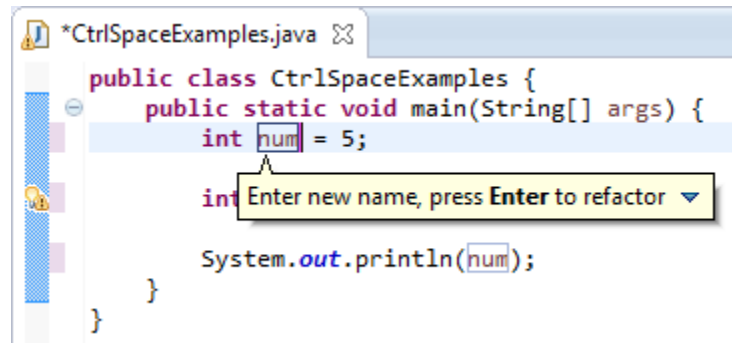 *CtrlSpaceExamples.java
public class CtrlSpaceExamples {
public static void main(String[] args) {
int num = 5;
int
Enter new name, press Enter to refactor
System.out.println(num);
}
}